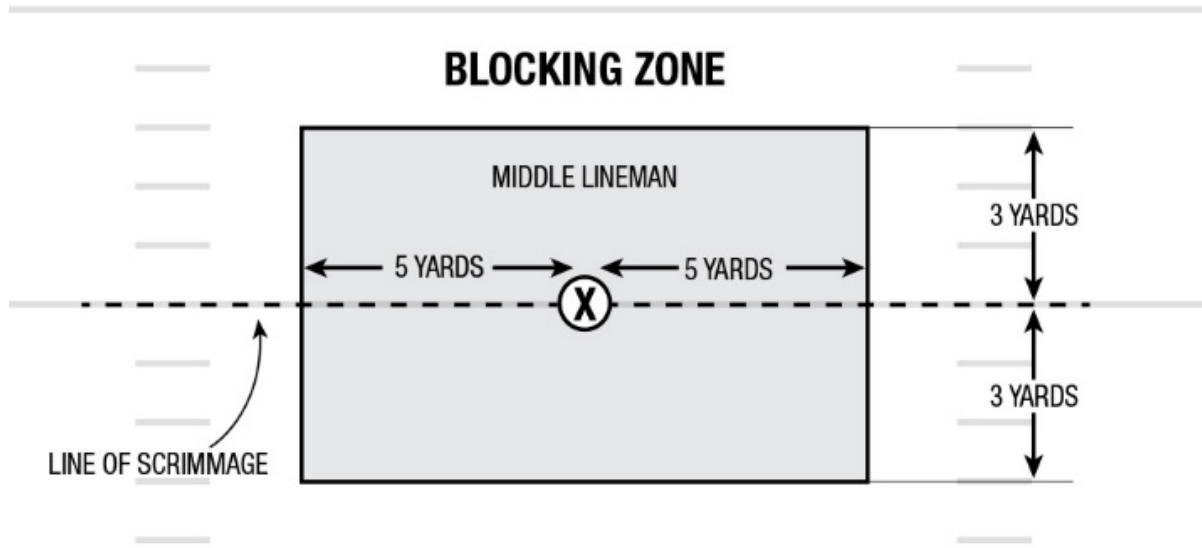 BLOCKING ZONE
MIDDLE LINEMAN
3 YARDS
5 YARDS
5 YARDS
X
3 YARDS
LINE OF SCRIMMAGE